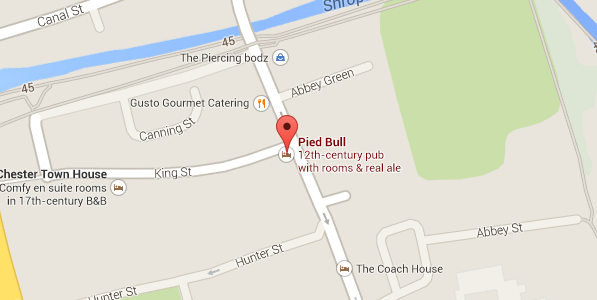 Canal St
Shrop
45
The Piercing bodz
45
Abbey Green
Gusto Gourmet Catering
Canning St
Pied Bull
12th-century pub
with rooms & real ale
Chester Town House
Comfy en suite rooms
in 17th-century B&B
King St
Abbey St
Hunter St
The Coach House
Hunter St